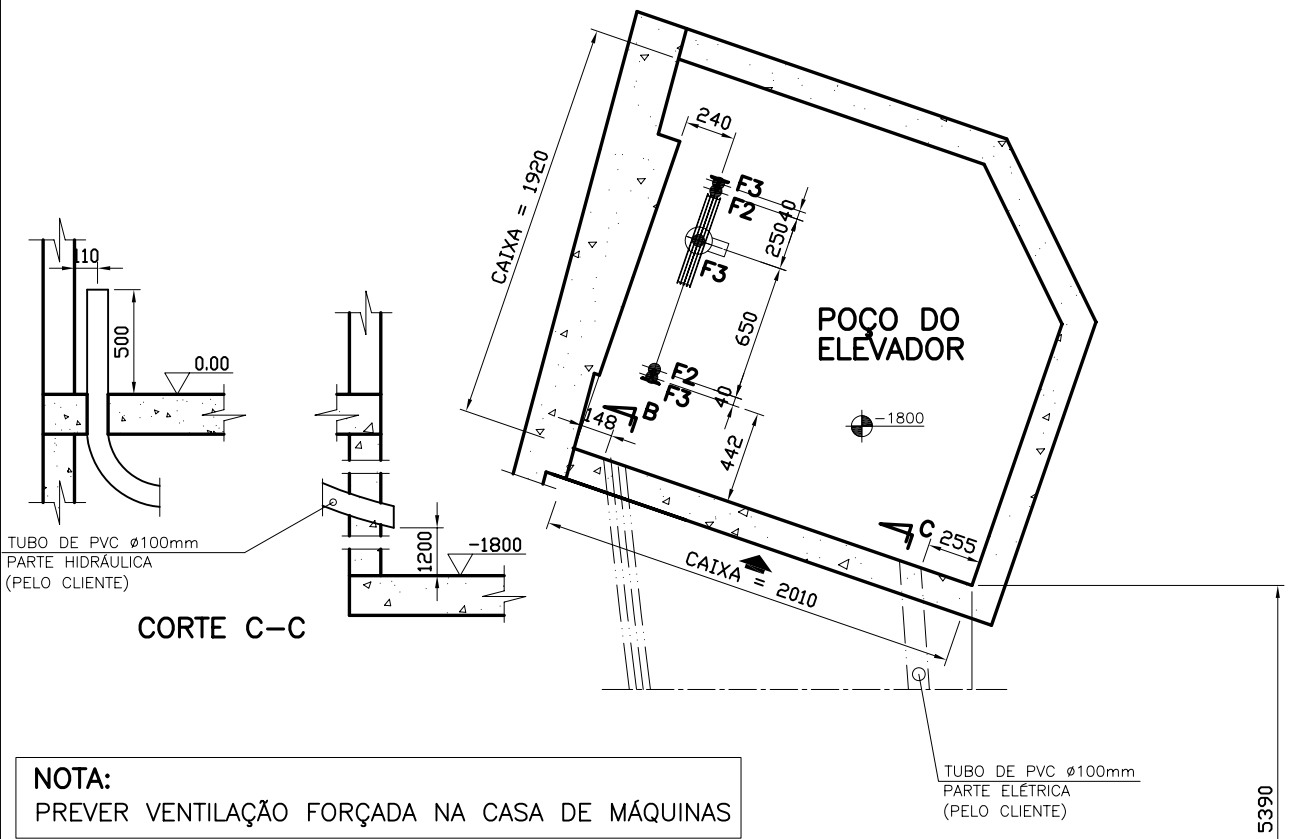 240
F3
F2
40
250
CAIXA = 1920
F3
POÇO DO
ELEVADOR
650
110
500
0.00
F2
F3
40
148
B
-1800
442
TUBO DE PVC ø100mm
PARTE HIDRÁULICA
(PELO CLIENTE)
1200
-1800
C
255
CAIXA = 2010
CORTE C-C
TUBO DE PVC ø100mm
PARTE ELÉTRICA
(PELO CLIENTE)
5390
NOTA:
PREVER VENTILAÇÃO FORÇADA NA CASA DE MÁQUINAS